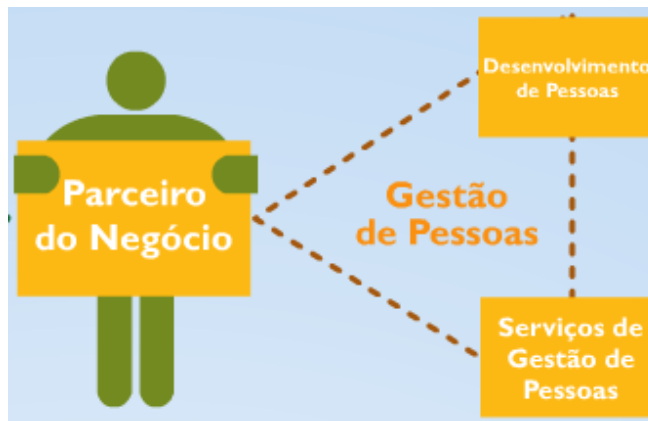 Parceiro
do Negócio
Gestão
de Pessoas
Desenvolvimento
de Pessoas
Serviços de
Gestão de
Pessoas